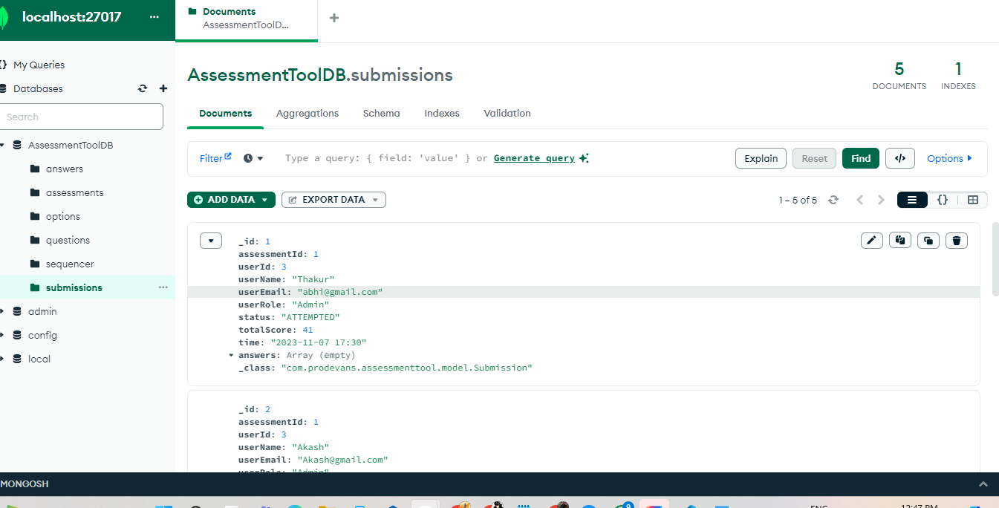 localhost:27017
Documents
AssessmentToolD...
My Queries
Databases
Search
AssessmentToolDB
answers
assessments
options
questions
sequencer
submissions
admin
config
local
AssessmentToolDB.submissions
5
DOCUMENTS
1
INDEXES
Documents Aggregations Schema Indexes Validation
Filter Type a query: { field: 'value' } or Generate query Explain Reset Find </> Options
ADD DATA EXPORT DATA 1 – 5 of 5 {}
_id: 1
assessmentId: 1
userId: 3
userName: "Thakur"
userEmail: "abhi@gmail.com"
userRole: "Admin"
status: "ATTEMPTED"
totalScore: 41
time: "2023-11-07 17:30"
answers: Array (empty)
_class: "com.prodevans.assessmenttool.model.Submission"
_id: 2
assessmentId: 1
userId: 3
userName: "Akash"
userEmail: "Akash@gmail.com"
userRole: "Admin"
MONGOSH
9 ENG 12:47 PM